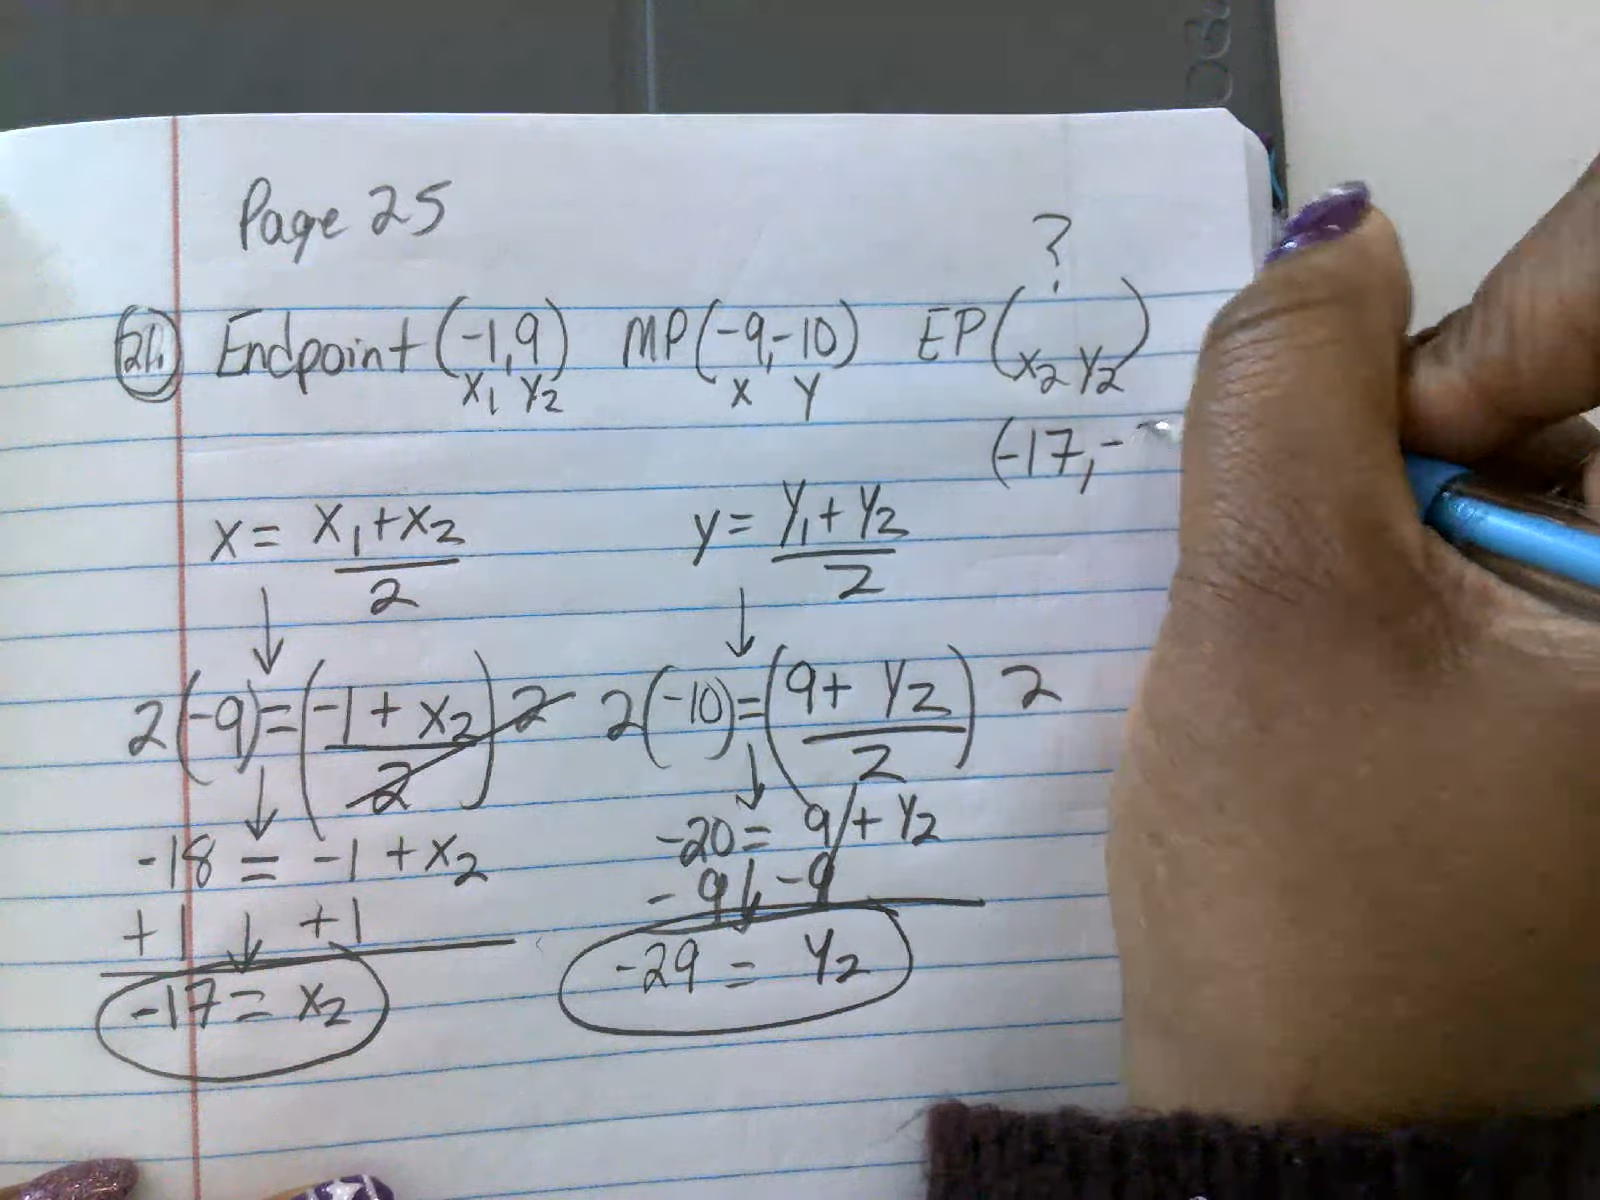 Page 25
?
21. Endpoint (-1, 9) MP(-9, -10) EP( )
x₁ y₂ x y x₂ y₂
(-17, -
x = x₁ + x₂ / 2 y = y₁ + y₂ / 2
2(-9) = (-1 + x₂ / 2) 2 2(-10) = (9 + y₂ / 2) 2
-18 = -1 + x₂ -20 = 9 + y₂
+1 +1 -9 -9
-17 = x₂ -29 = y₂